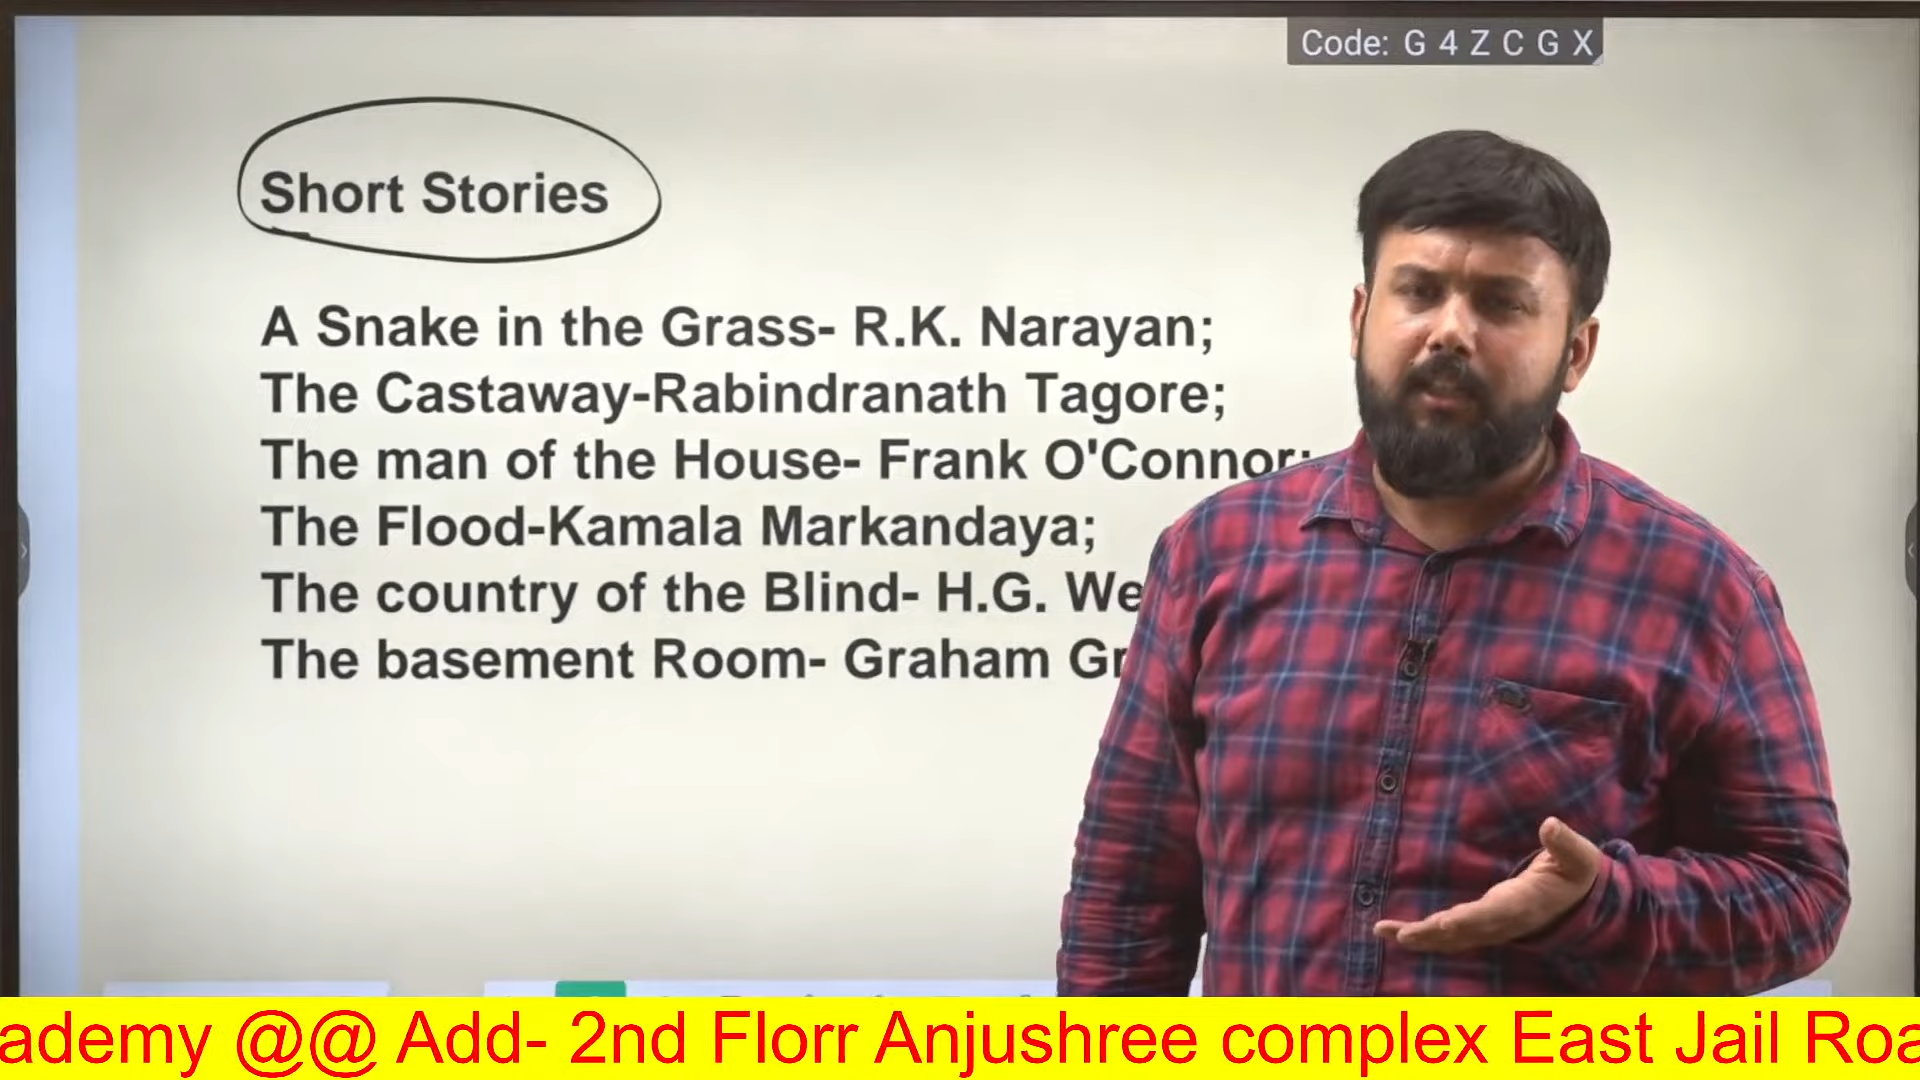 Code: G 4 Z C G X
Short Stories
A Snake in the Grass- R.K. Narayan;
The Castaway-Rabindranath Tagore;
The man of the House- Frank O'Connor;
The Flood-Kamala Markandaya;
The country of the Blind- H.G. We
The basement Room- Graham Gr
ademy @@ Add- 2nd Florr Anjushree complex East Jail Roa